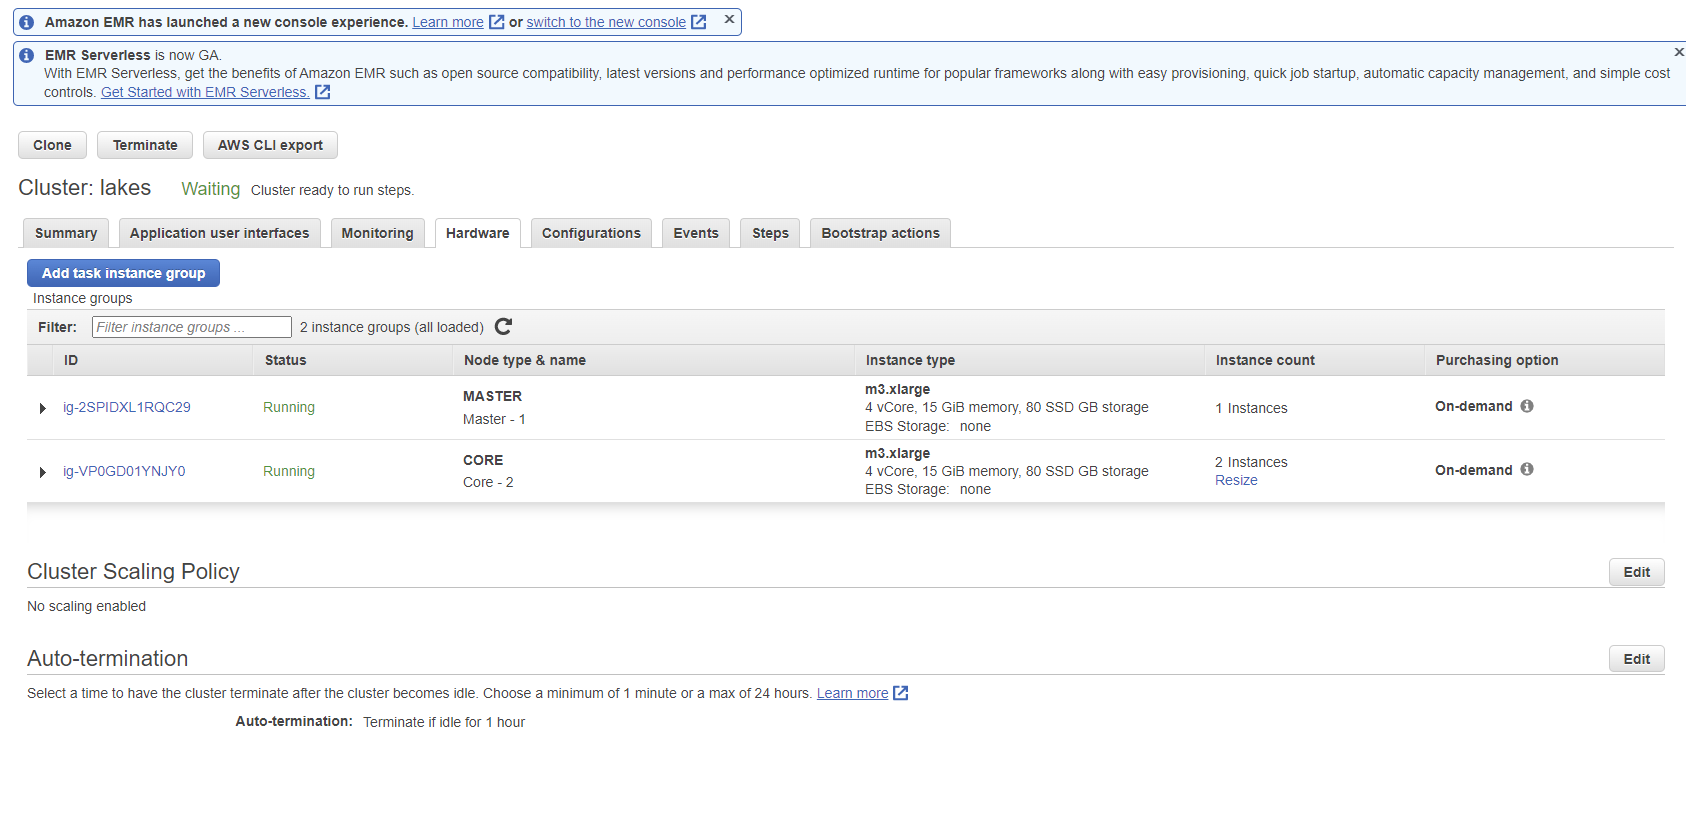 Amazon EMR has launched a new console experience. Learn more or switch to the new console
EMR Serverless is now GA.
With EMR Serverless, get the benefits of Amazon EMR such as open source compatibility, latest versions and performance optimized runtime for popular frameworks along with easy provisioning, quick job startup, automatic capacity management, and simple cost
controls. Get Started with EMR Serverless.
Clone Terminate AWS CLI export
Cluster: lakes Waiting Cluster ready to run steps.
Summary Application user interfaces Monitoring Hardware Configurations Events Steps Bootstrap actions
Add task instance group
Instance groups
Filter: Filter instance groups ... 2 instance groups (all loaded)
ID Status Node type & name Instance type Instance count Purchasing option
ig-2SPIDXL1RQC29 Running MASTER
Master - 1
m3.xlarge
4 vCore, 15 GiB memory, 80 SSD GB storage
EBS Storage: none
1 Instances
On-demand
ig-VP0GD01YNJY0 Running CORE
Core - 2
m3.xlarge
4 vCore, 15 GiB memory, 80 SSD GB storage
EBS Storage: none
2 Instances
Resize
On-demand
Cluster Scaling Policy Edit
No scaling enabled
Auto-termination Edit
Select a time to have the cluster terminate after the cluster becomes idle. Choose a minimum of 1 minute or a max of 24 hours. Learn more
Auto-termination: Terminate if idle for 1 hour